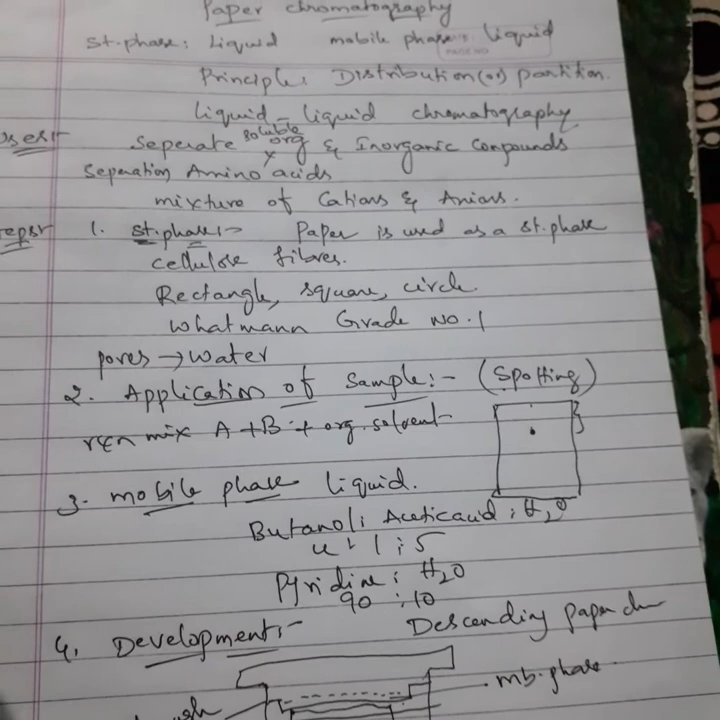 Paper chromatography
St.phase: Liquid mobile phase: liquid
Principle: Distribution (or) partition.
Liquid - liquid chromatography
soluble
Seperate org & Inorganic Compounds
Seperation Amino acids
mixture of Cations & Anions.
1. St.phase:- Paper is used as a st.phase
cellulose fibres.
Rectangle, square, circle.
Whatmann Grade No.1
pores → water
2. Application of Sample:- (Spotting)
rxn mix A+B + org.solvent
3. mobile phase liquid.
Butanol: Aceticacid: H2O
4 : 1 : 5
Pyridine: H2O
90 : 10
4. Development:- Descending paper
mb.phase.